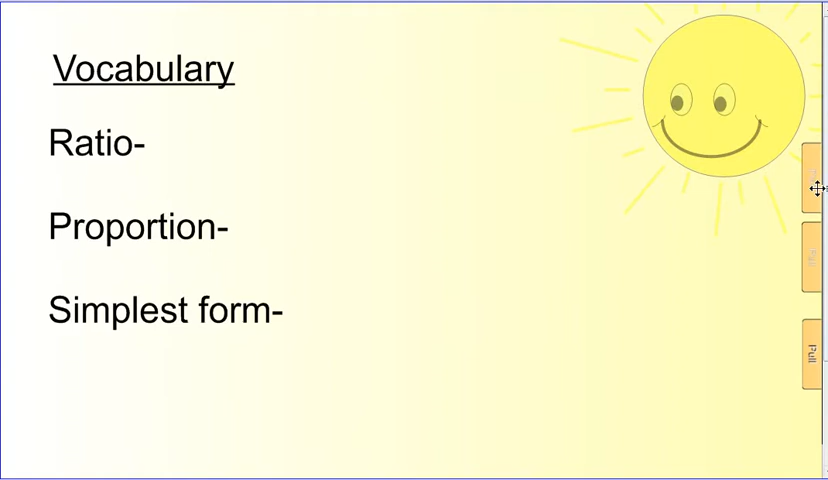 Vocabulary
Ratio-
Proportion-
Simplest form-
Pull